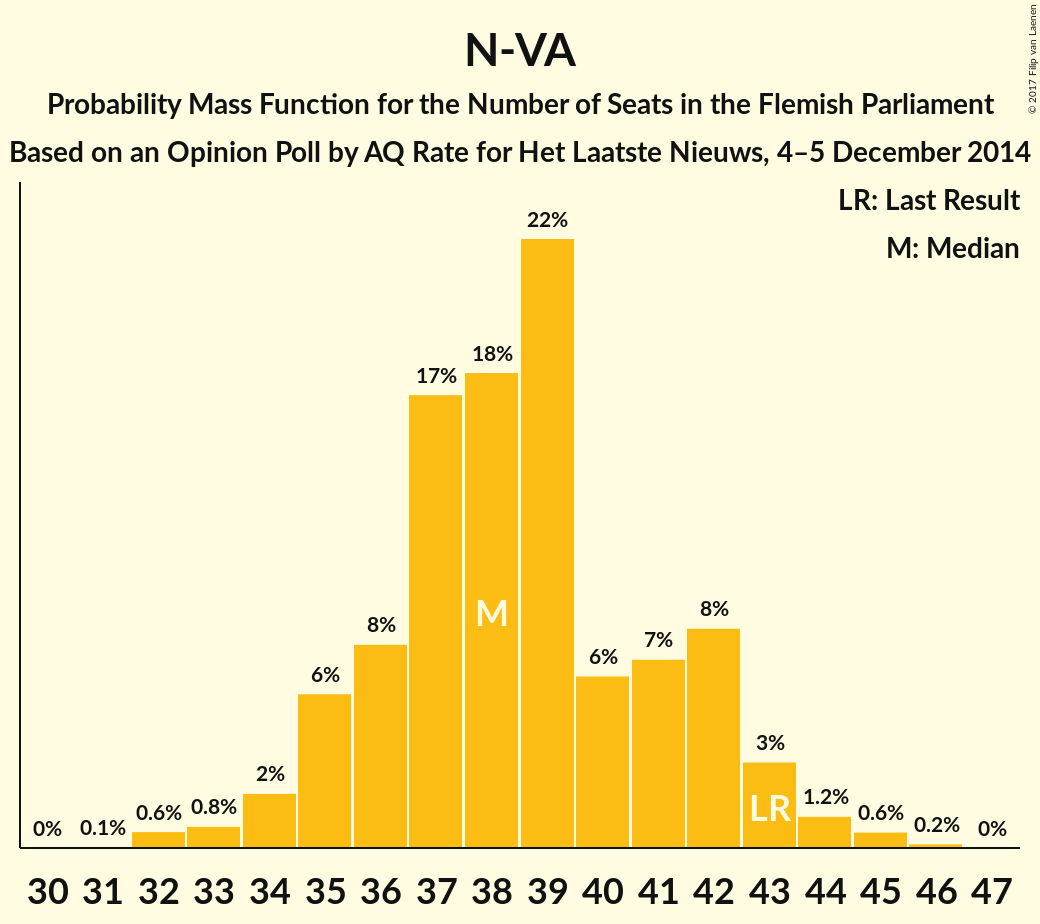 N-VA
Probability Mass Function for the Number of Seats in the Flemish Parliament
Based on an Opinion Poll by AQ Rate for Het Laatste Nieuws, 4–5 December 2014
© 2017 Filip van Laenen
LR: Last Result
M: Median
0% 0.1% 0.6% 0.8% 2% 6% 8% 17% 18% 22% 6% 7% 8% 3% 1.2% 0.6% 0.2% 0%
M
LR
30 31 32 33 34 35 36 37 38 39 40 41 42 43 44 45 46 47